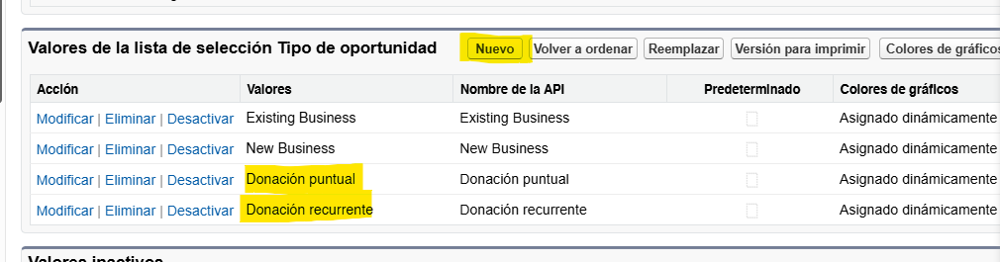 Valores de la lista de selección Tipo de oportunidad Nuevo Volver a ordenar Reemplazar Versión para imprimir Colores de gráficos
Acción Valores Nombre de la API Predeterminado Colores de gráficos
Modificar | Eliminar | Desactivar Existing Business Existing Business Asignado dinámicamente
Modificar | Eliminar | Desactivar New Business New Business Asignado dinámicamente
Modificar | Eliminar | Desactivar Donación puntual Donación puntual Asignado dinámicamente
Modificar | Eliminar | Desactivar Donación recurrente Donación recurrente Asignado dinámicamente
Valores inactivos